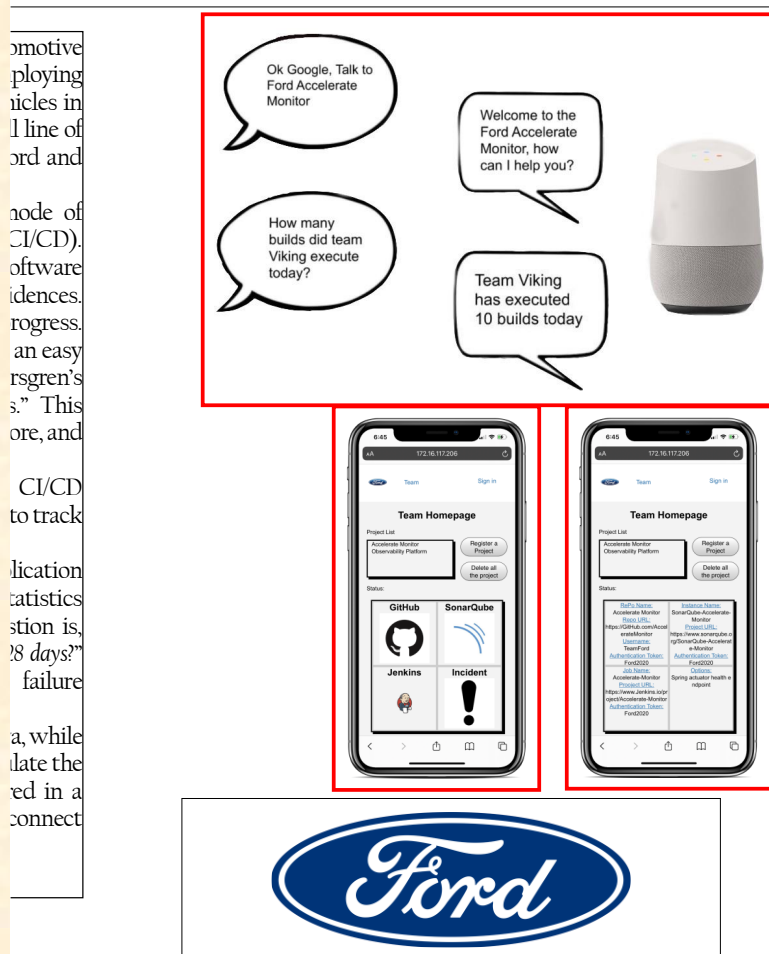 omotive
ploying
hicles in
l line of
ord and
node of
CI/CD).
oftware
idences.
rogress.
an easy
rsgren's
s." This
ore, and
CI/CD
to track
plication
tatistics
stion is,
28 days?"
failure
va, while
ulate the
red in a
connect
Ok Google, Talk to
Ford Accelerate
Monitor
Welcome to the
Ford Accelerate
Monitor, how
can I help you?
How many
builds did team
Viking execute
today?
Team Viking
has executed
10 builds today
6:45
AA 172.16.117.206
Ford Team Sign in
Team Homepage
Project List
Accelerate Monitor
Observability Platform
Register a
Project
Delete all
the project
Status:
GitHub SonarQube
Jenkins Incident
6:45
AA 172.16.117.206
Ford Team Sign in
Team Homepage
Project List
Accelerate Monitor
Observability Platform
Register a
Project
Delete all
the project
Status:
RePo Name:
Accelerate Monitor
Repo URL:
https://GitHub.com/Accel
erateMonitor
Username:
TeamFord
Authentication Token:
Ford2020
Instance Name:
SonarQube-Accelerate-
Monitor
Project URL:
https://www.sonarqube.o
rg/SonarQube-Accelerat
e-Monitor
Authentication Token:
Ford2020
Job Name:
Accelerate-Monitor
Prooject URL:
https://www.Jenkins.io/pr
oject/Accelerate-Monitor
Authentication Token:
Ford2020
Options:
Spring actuator health e
ndpoint
Ford